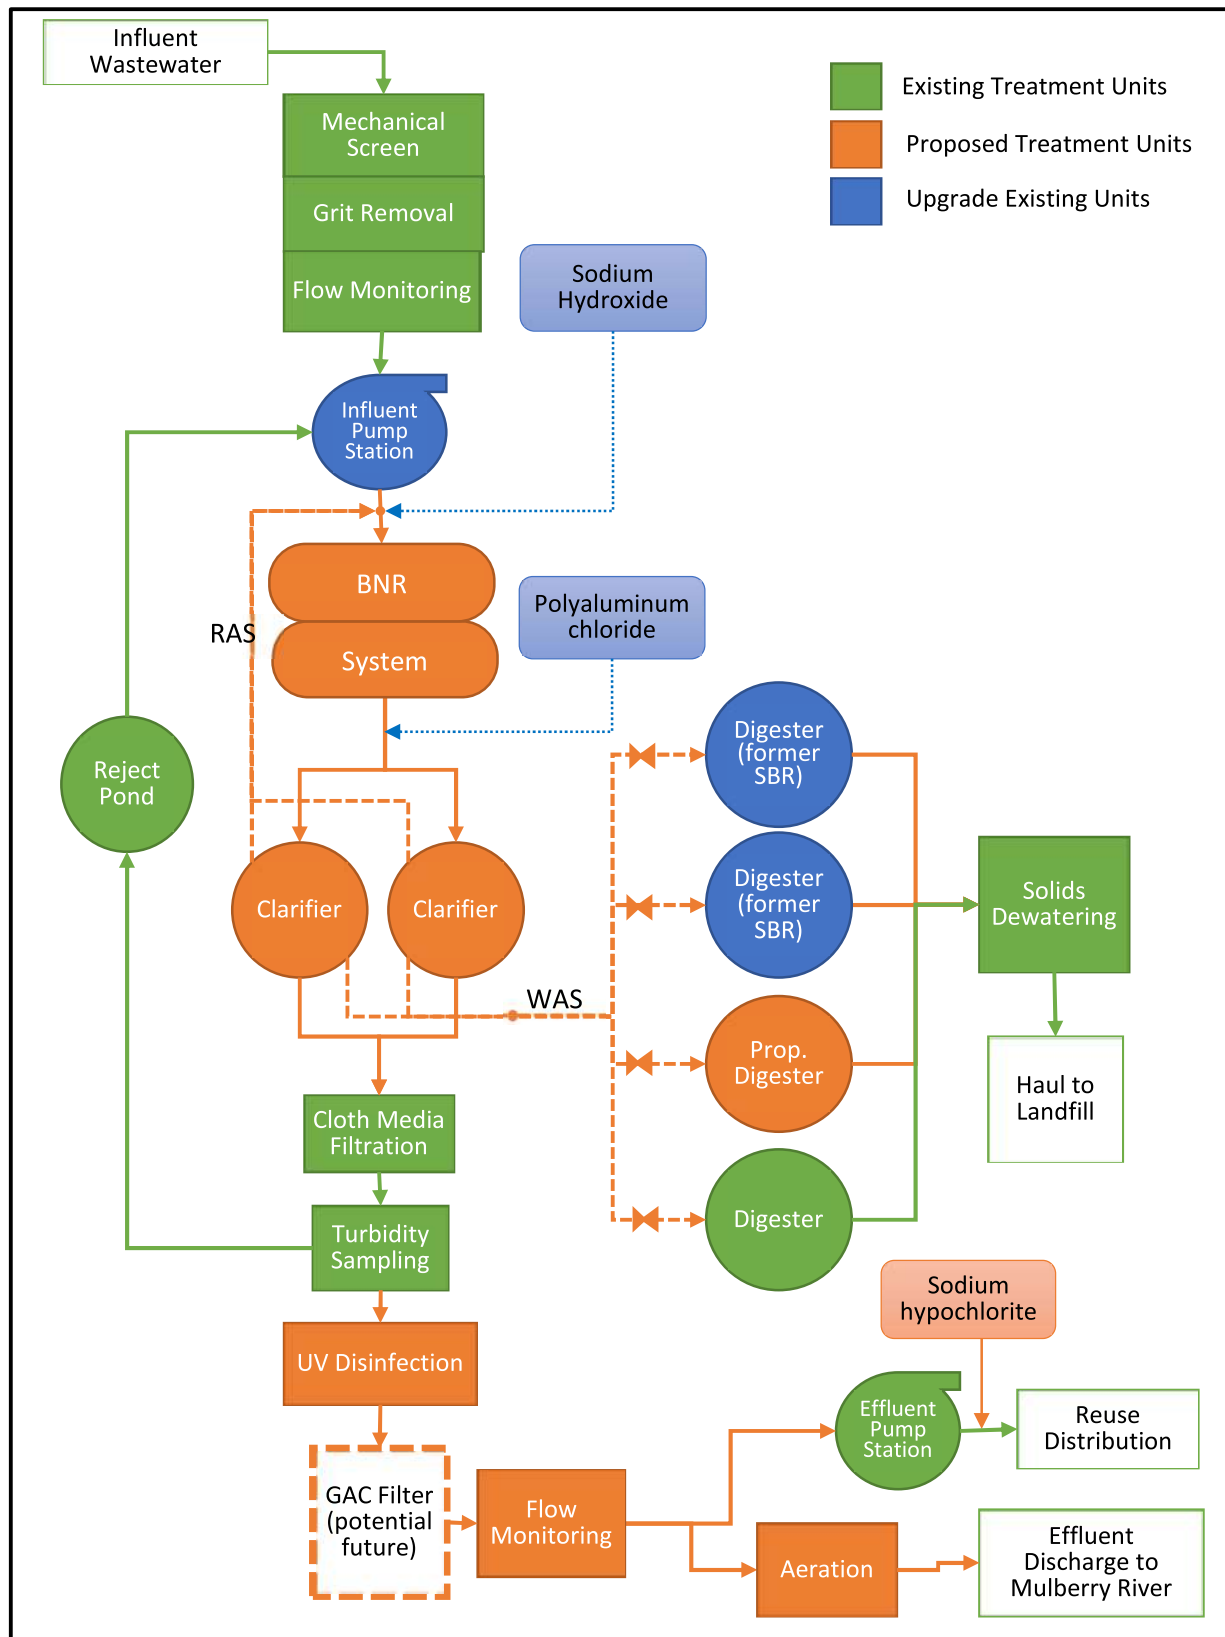 Influent
Wastewater
Existing Treatment Units
Proposed Treatment Units
Upgrade Existing Units
Mechanical
Screen
Grit Removal
Flow Monitoring
Sodium
Hydroxide
Influent
Pump
Station
BNR
System
RAS
Polyaluminum
chloride
Reject
Pond
Digester
(former
SBR)
Digester
(former
SBR)
Solids
Dewatering
Clarifier
Clarifier
WAS
Prop.
Digester
Haul to
Landfill
Cloth Media
Filtration
Turbidity
Sampling
Digester
Sodium
hypochlorite
UV Disinfection
Effluent
Pump
Station
Reuse
Distribution
GAC Filter
(potential
future)
Flow
Monitoring
Aeration
Effluent
Discharge to
Mulberry River